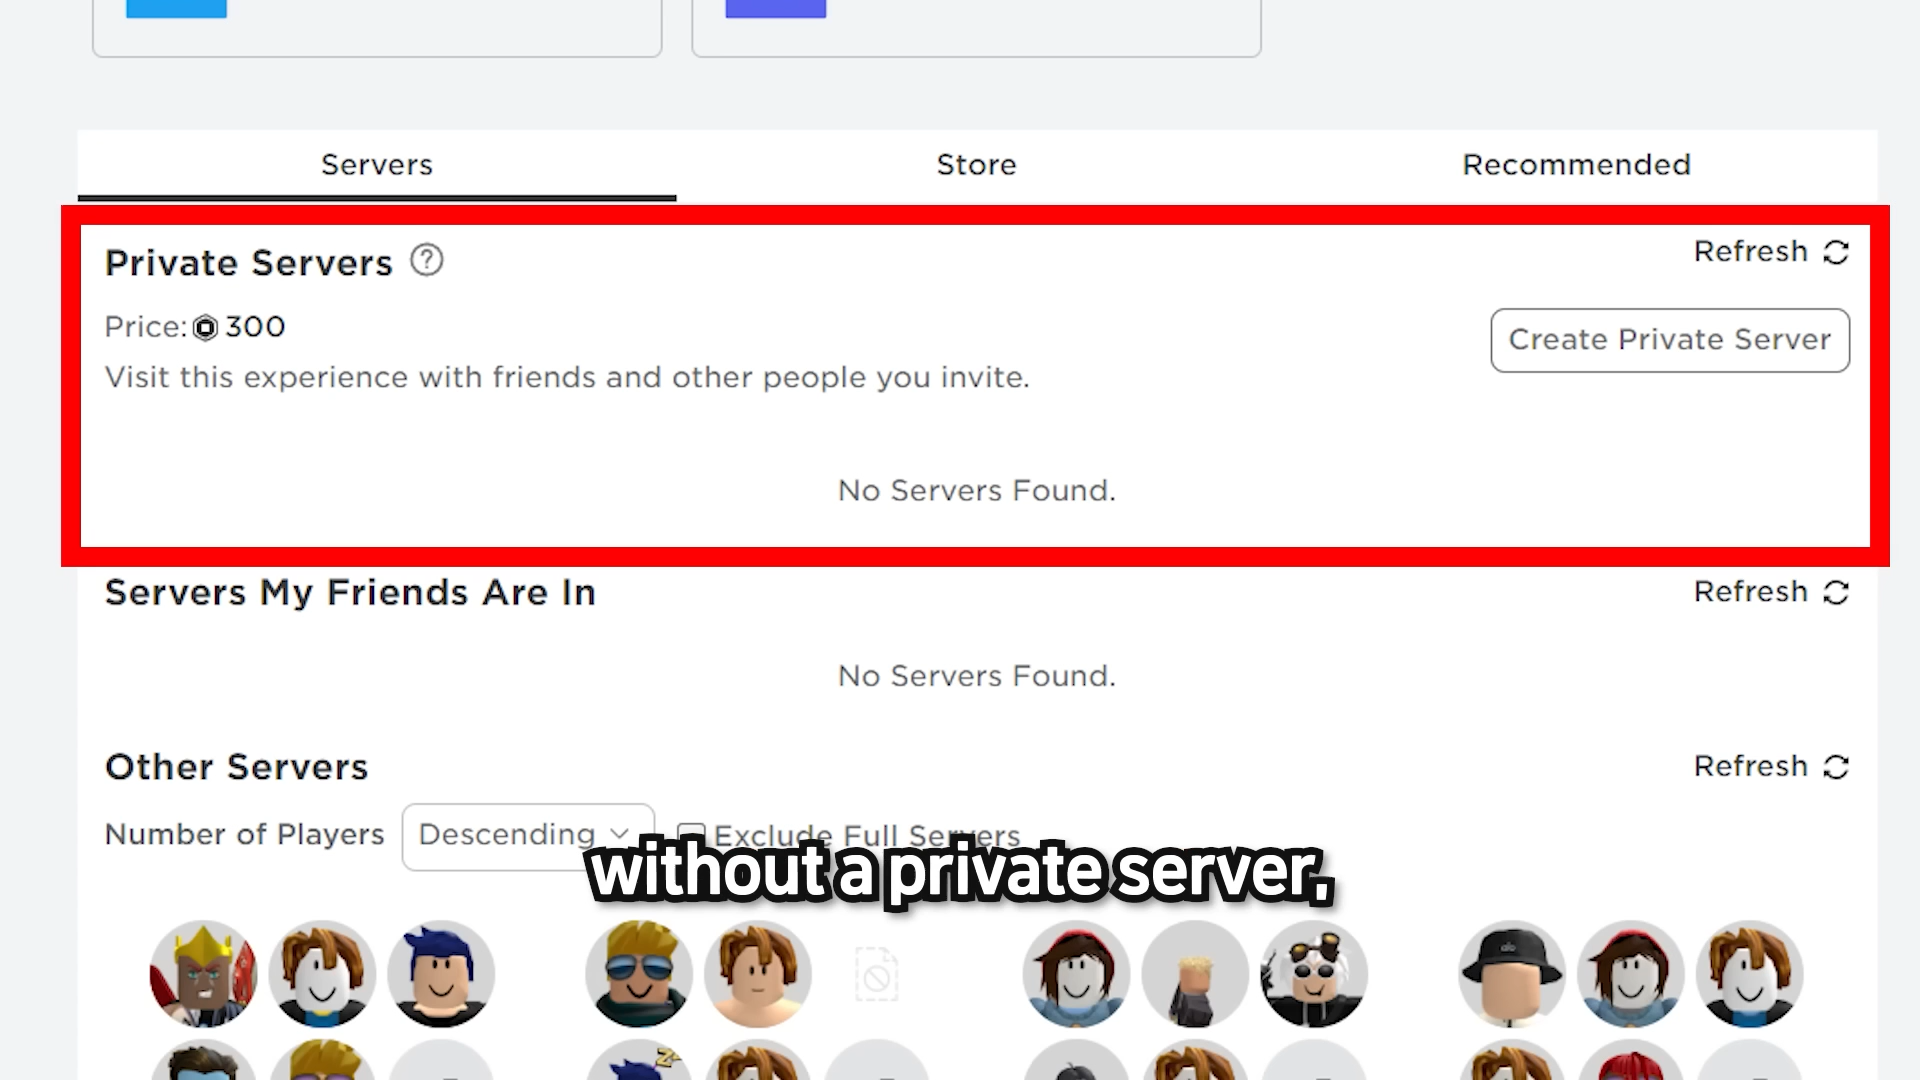 Servers
Store
Recommended
Private Servers ?
Refresh
Price: 300
Create Private Server
Visit this experience with friends and other people you invite.
No Servers Found.
Servers My Friends Are In
Refresh
No Servers Found.
Other Servers
Refresh
Number of Players
Descending
Exclude Full Servers
without a private server,
alo
Z